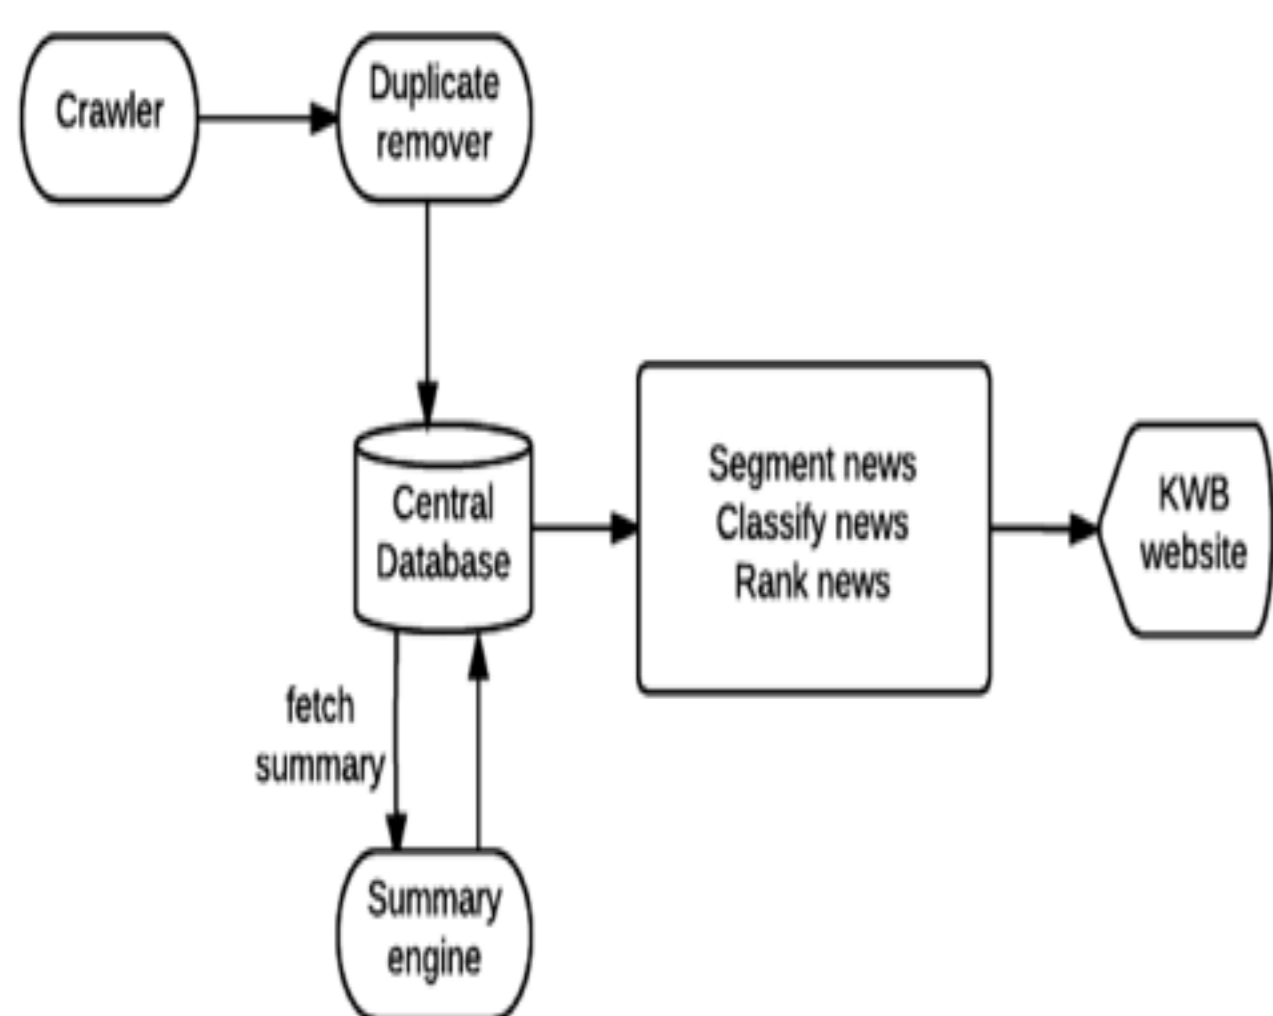 Crawler
Duplicate
remover
Central
Database
Segment news
Classify news
Rank news
KWB
website
fetch
summary
Summary
engine